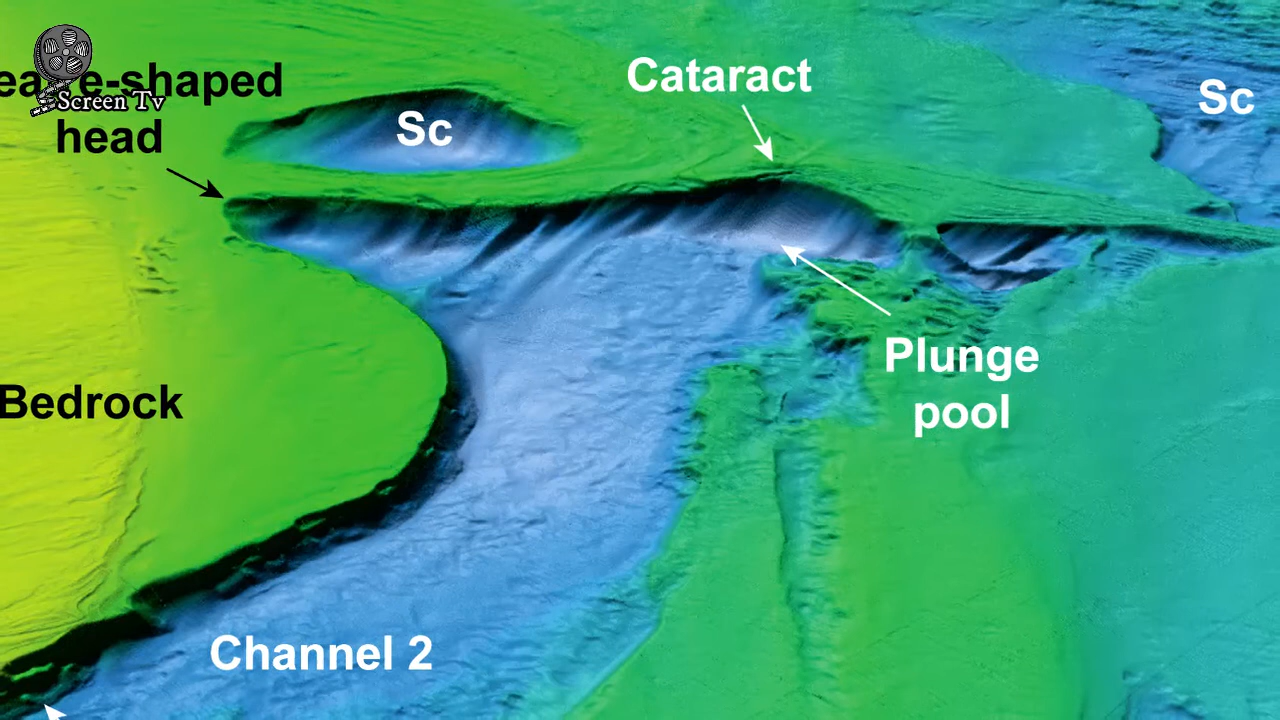 -shaped
head
Screen Tv
Sc
Cataract
Sc
Plunge
pool
Bedrock
Channel 2